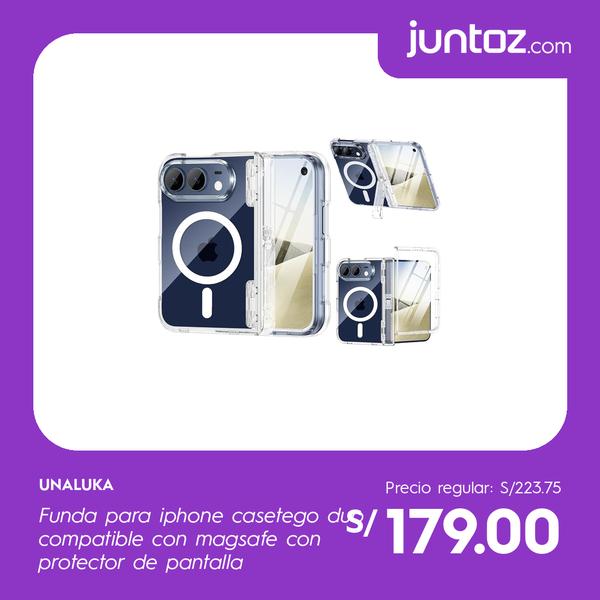 juntoz.com
UNALUKA
Precio regular: S/223.75
Funda para iphone casetego du
compatible con magsafe con
protector de pantalla
S/ 179.00